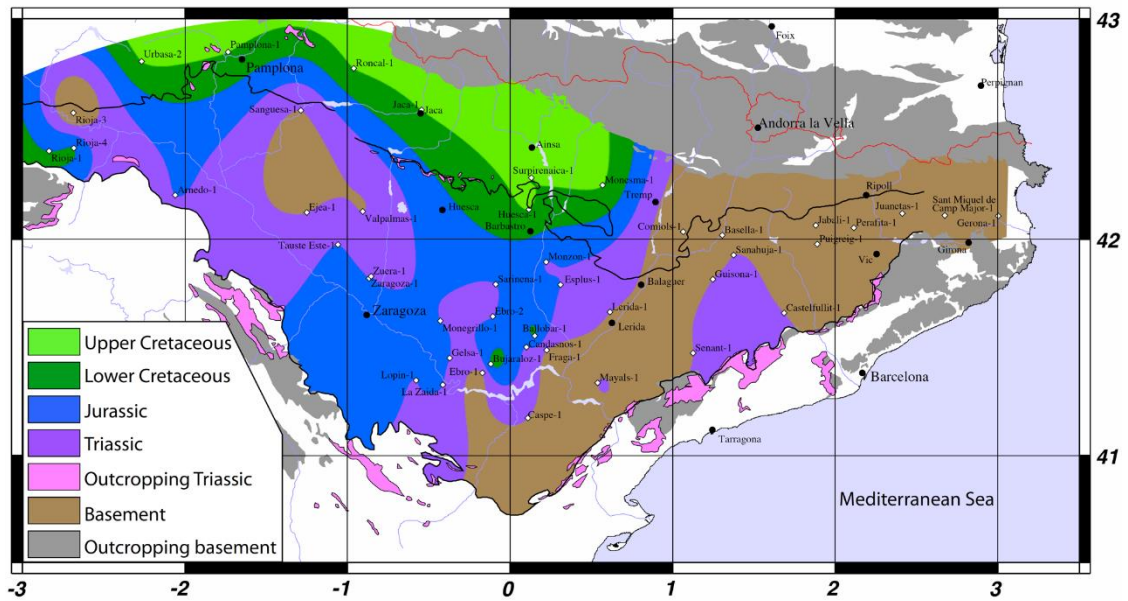 43
Foix
Urbasa-2
Pamplona-1
Pamplona
Roncal-1
Perpignan
Rioja-3
Sanguesa-1
Jaca-1
Jaca
Andorra la Vella
Rioja-4
Rioja-1
Ainsa
Surpirenaica-1
Monesma-1
Arnedo-1
Tremp
Ripoll
Ejea-1
Valpalmas-1
Huesca
Huesca-1
Barbastro
Juanetas-1
Sant Miquel de
Camp Major-1
Jabali-1
Perafita-1
Gerona-1
Comiols-1
Basella-1
Puigreig-1
42
Tauste Este-1
Sanahuja-1
Vic
Girona
Monzon-1
Zuera-1
Zaragoza-1
Sarinena-1
Esplus-1
Balaguer
Guisona-1
Zaragoza
Monegrillo-1
Ebro-2
Lerida-1
Lerida
Castelfullit-1
Ballobar-1
Candasnos-1
Fraga-1
Gelsa-1
Bujaraloz-1
Senant-1
Ebro-1
Lopin-1
La Zaida-1
Mayals-1
Barcelona
Caspe-1
Tarragona
41
Upper Cretaceous
Lower Cretaceous
Jurassic
Triassic
Outcropping Triassic
Basement
Outcropping basement
Mediterranean Sea
-3 -2 -1 0 1 2 3